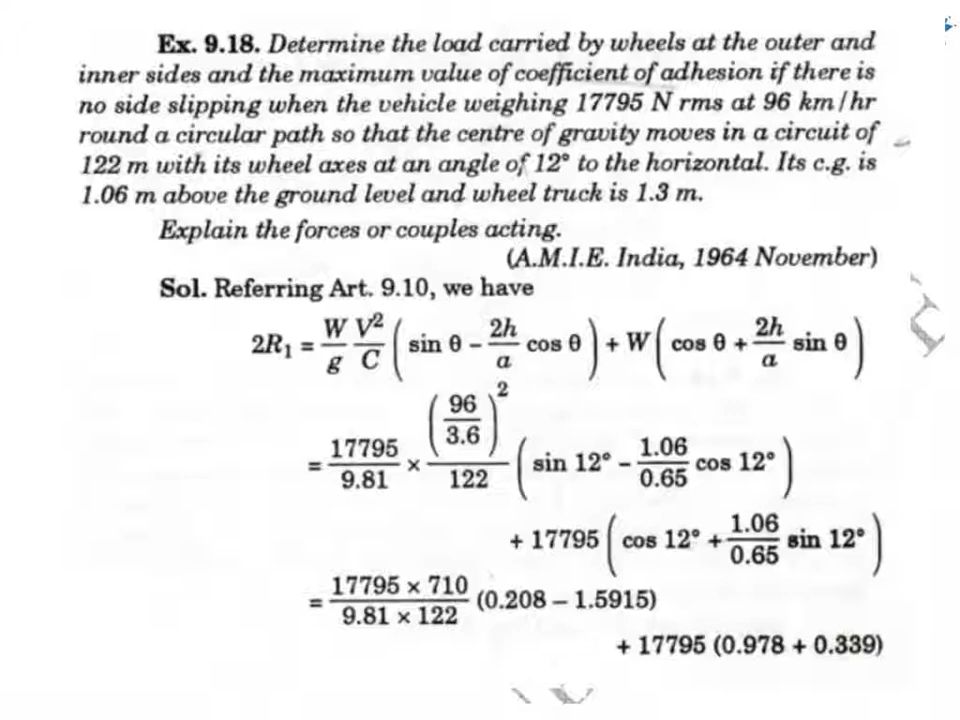 Ex. 9.18. Determine the load carried by wheels at the outer and
inner sides and the maximum value of coefficient of adhesion if there is
no side slipping when the vehicle weighing 17795 N rms at 96 km/hr
round a circular path so that the centre of gravity moves in a circuit of
122 m with its wheel axes at an angle of 12° to the horizontal. Its c.g. is
1.06 m above the ground level and wheel truck is 1.3 m.
Explain the forces or couples acting.
(A.M.I.E. India, 1964 November)
Sol. Referring Art. 9.10, we have
2R₁ = W/g V²/C ( sin θ – 2h/a cos θ ) + W ( cos θ + 2h/a sin θ )
= 17795/9.81 × (96/3.6)²/122 ( sin 12° – 1.06/0.65 cos 12° )
+ 17795 ( cos 12° + 1.06/0.65 sin 12° )
= 17795 × 710/9.81 × 122 (0.208 – 1.5915)
+ 17795 (0.978 + 0.339)